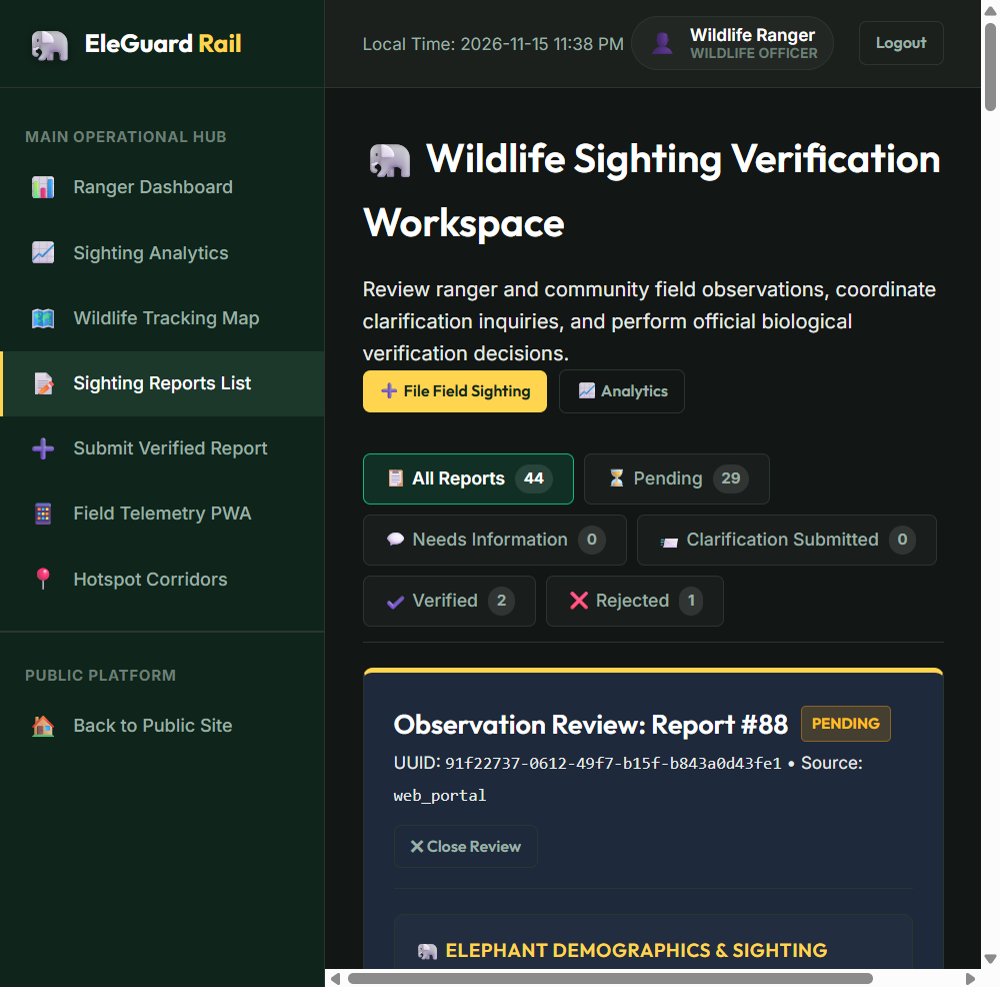 EleGuard Rail
Local Time: 2026-11-15 11:38 PM
Wildlife Ranger
WILDLIFE OFFICER
Logout
MAIN OPERATIONAL HUB
Ranger Dashboard
Sighting Analytics
Wildlife Tracking Map
Sighting Reports List
Submit Verified Report
Field Telemetry PWA
Hotspot Corridors
PUBLIC PLATFORM
Back to Public Site
Wildlife Sighting Verification
Workspace
Review ranger and community field observations, coordinate
clarification inquiries, and perform official biological
verification decisions.
File Field Sighting
Analytics
All Reports 44
Pending 29
Needs Information 0
Clarification Submitted 0
Verified 2
Rejected 1
Observation Review: Report #88 PENDING
UUID: 91f22737-0612-49f7-b15f-b843a0d43fe1 • Source:
web_portal
Close Review
ELEPHANT DEMOGRAPHICS & SIGHTING